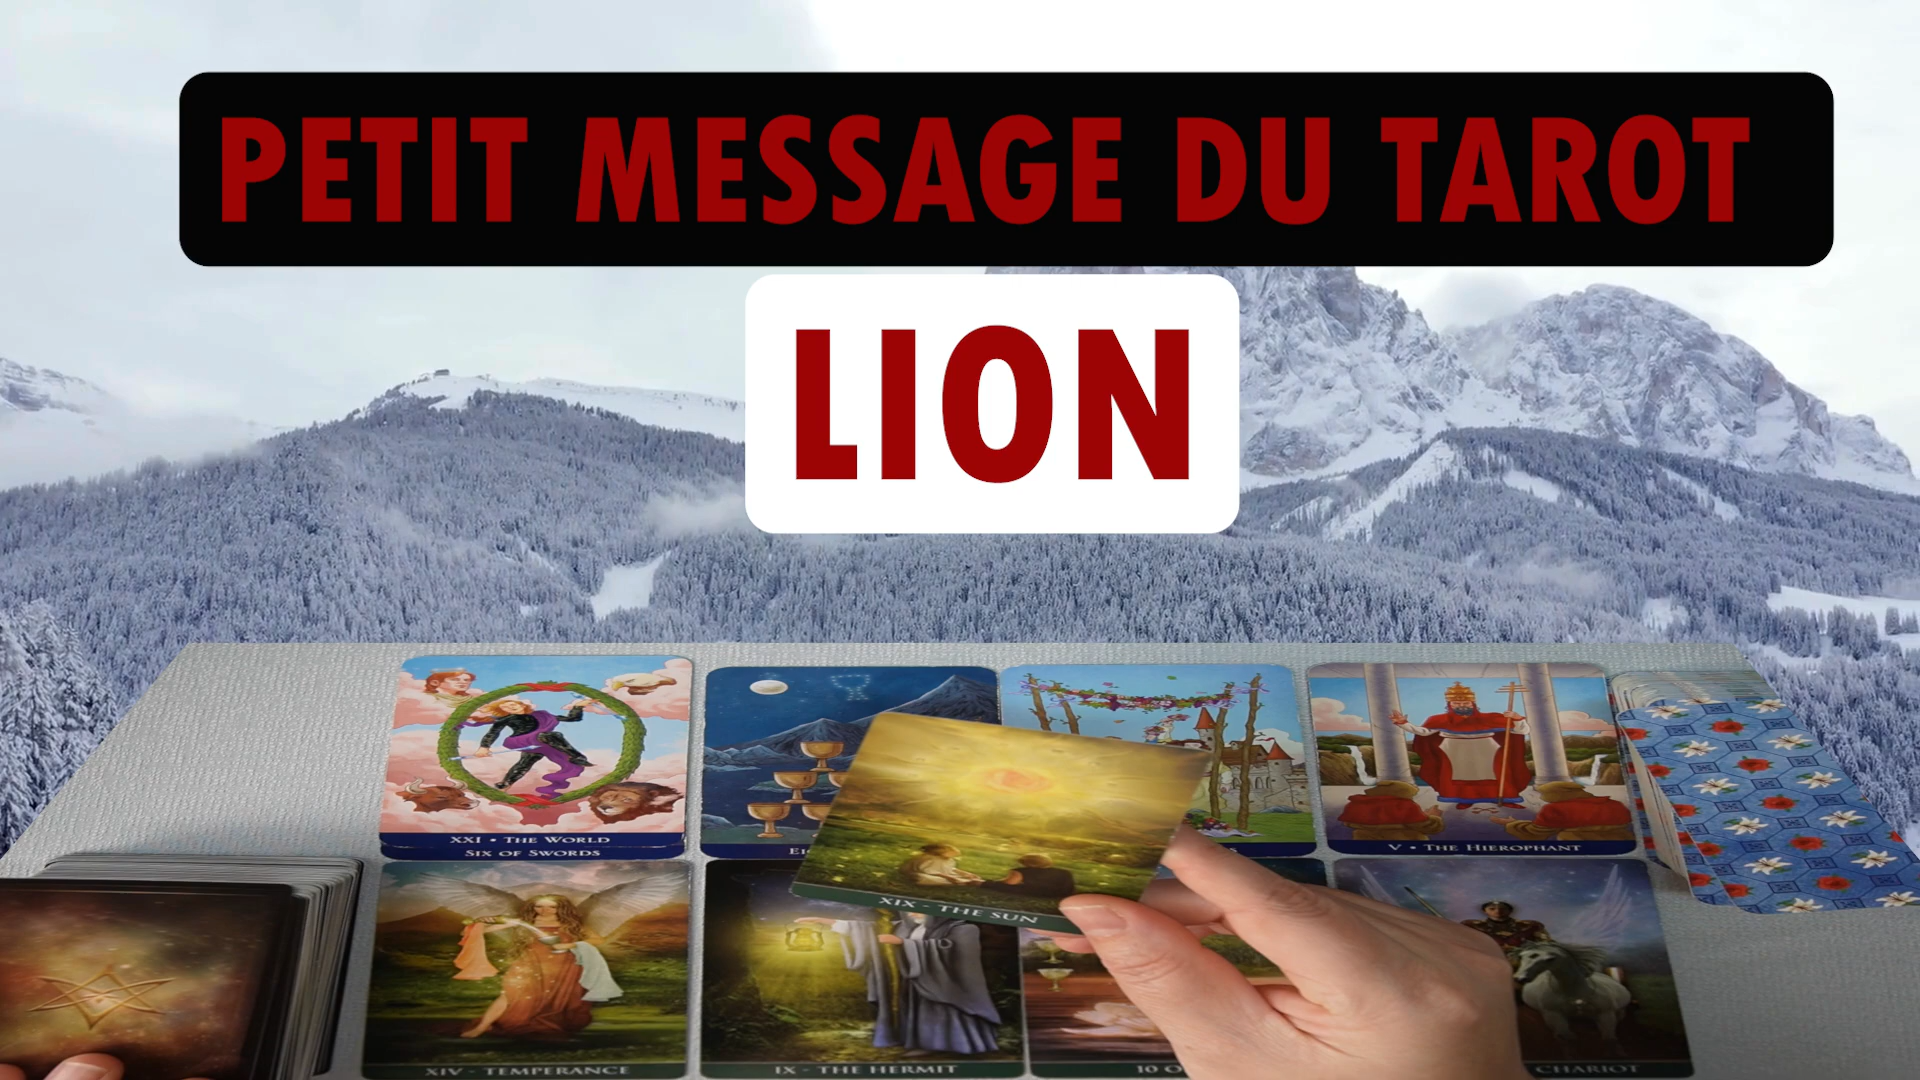 PETIT MESSAGE DU TAROT
LION
XXI • THE WORLD
SIX OF SWORDS
V • THE HIEROPHANT
XIX - THE SUN
XIV - TEMPERANCE
IX - THE HERMIT
10 O
CHARIOT